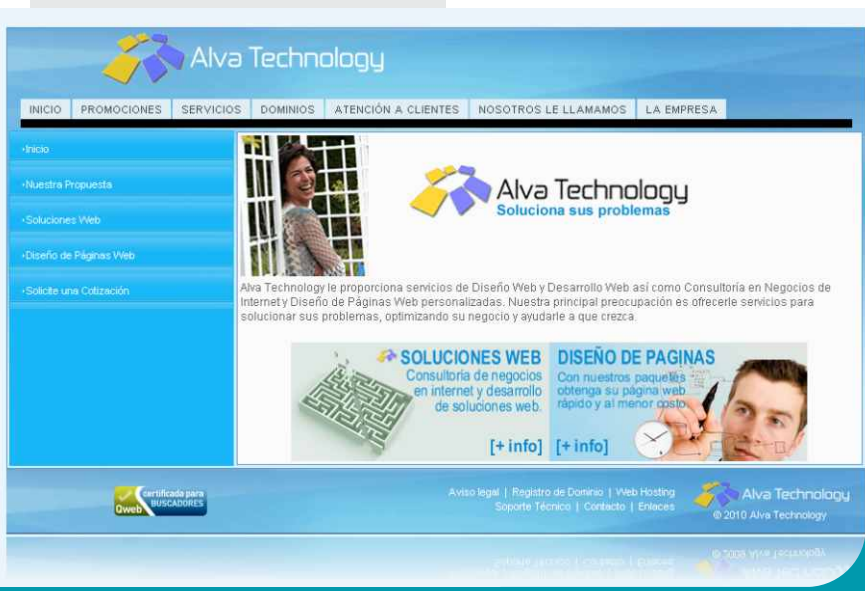 Alva Technology
INICIO PROMOCIONES SERVICIOS DOMINIOS ATENCIÓN A CLIENTES NOSOTROS LE LLAMAMOS LA EMPRESA
Inicio
Nuestra Propuesta
Soluciones Web
Diseño de Páginas Web
Solicite una Cotización
Alva Technology
Soluciona sus problemas
Alva Technology le proporciona servicios de Diseño Web y Desarrollo Web así como Consultoría en Negocios de
Internet y Diseño de Páginas Web personalizadas. Nuestra principal preocupación es ofrecerle servicios para
solucionar sus problemas, optimizando su negocio y ayudarle a que crezca.
SOLUCIONES WEB
Consultoría de negocios
en internet y desarrollo
de soluciones web.
[+ info]
DISEÑO DE PAGINAS
Con nuestros paquetes
obtenga su página web
rápido y al menor costo
[+ info]
certificada para
Qweb BUSCADORES
Aviso legal | Registro de Dominio | Web Hosting
Soporte Técnico | Contacto | Enlaces
Alva Technology
© 2010 Alva Technology